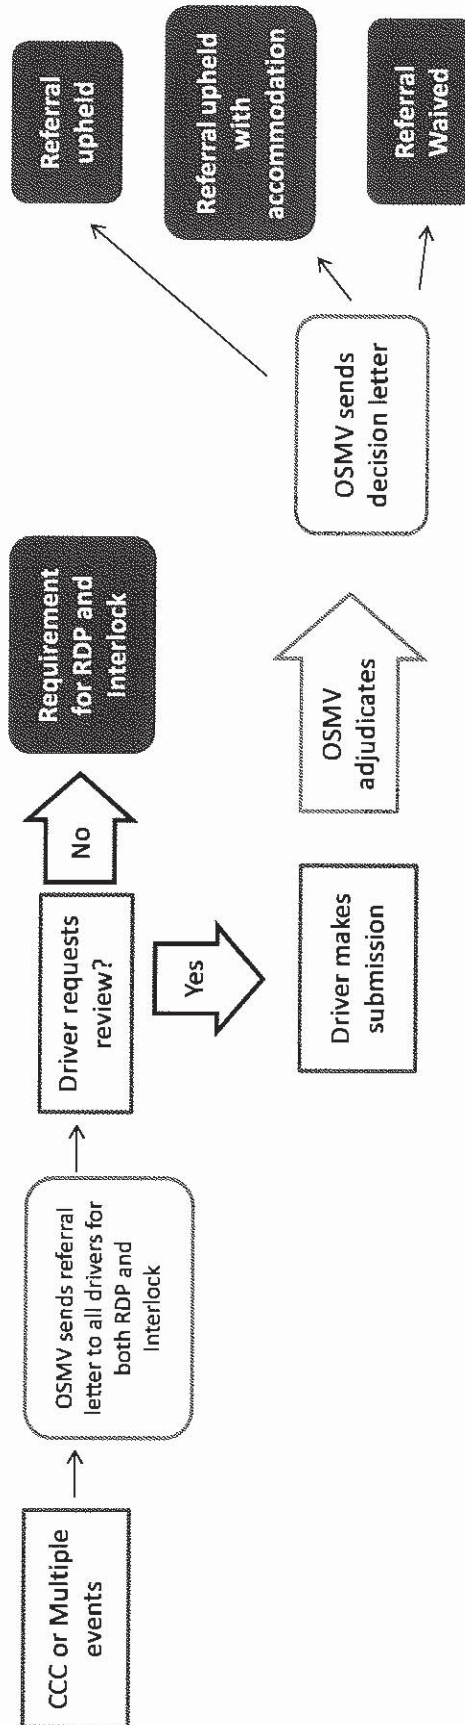 CCC or Multiple
events
OSMV sends referral
letter to all drivers for
both RDP and
Interlock
Driver requests
review?
No
Requirement
for RDP and
Interlock
Yes
Driver makes
submission
OSMV
adjudicates
OSMV sends
decision letter
Referral
upheld
Referral upheld
with
accommodation
Referral
Waived